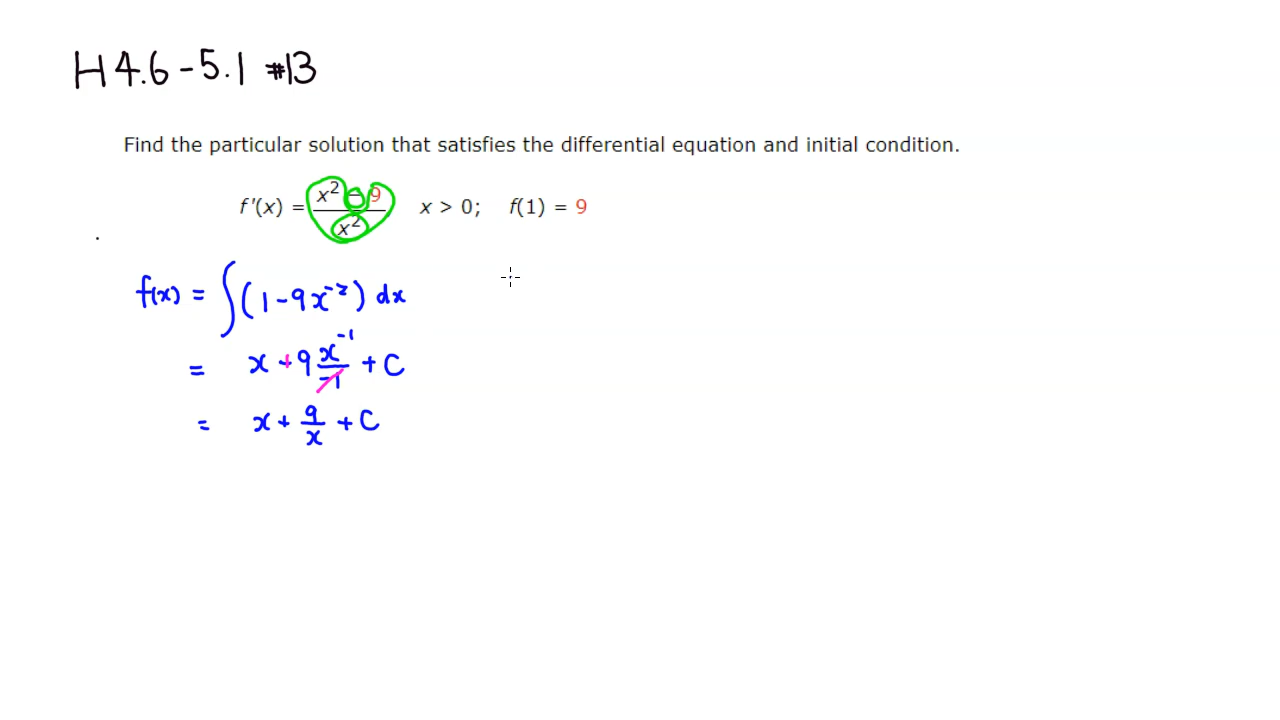 H 4.6 - 5.1 #13
Find the particular solution that satisfies the differential equation and initial condition.
f'(x) = (x² − 9)/x²    x > 0;    f(1) = 9
f(x) = ∫(1 - 9x⁻²) dx
= x + 9 x⁻¹/-1 + C
= x + 9/x + C